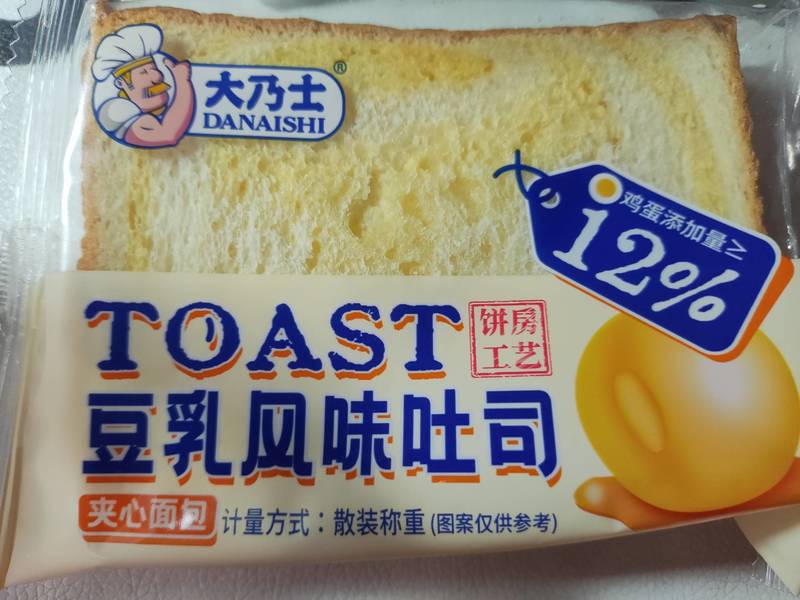 大乃士®
DANAISHI
鸡蛋添加量≥
12%
TOAST
饼房
工艺
豆乳风味吐司
夹心面包
计量方式：散装称重 (图案仅供参考)